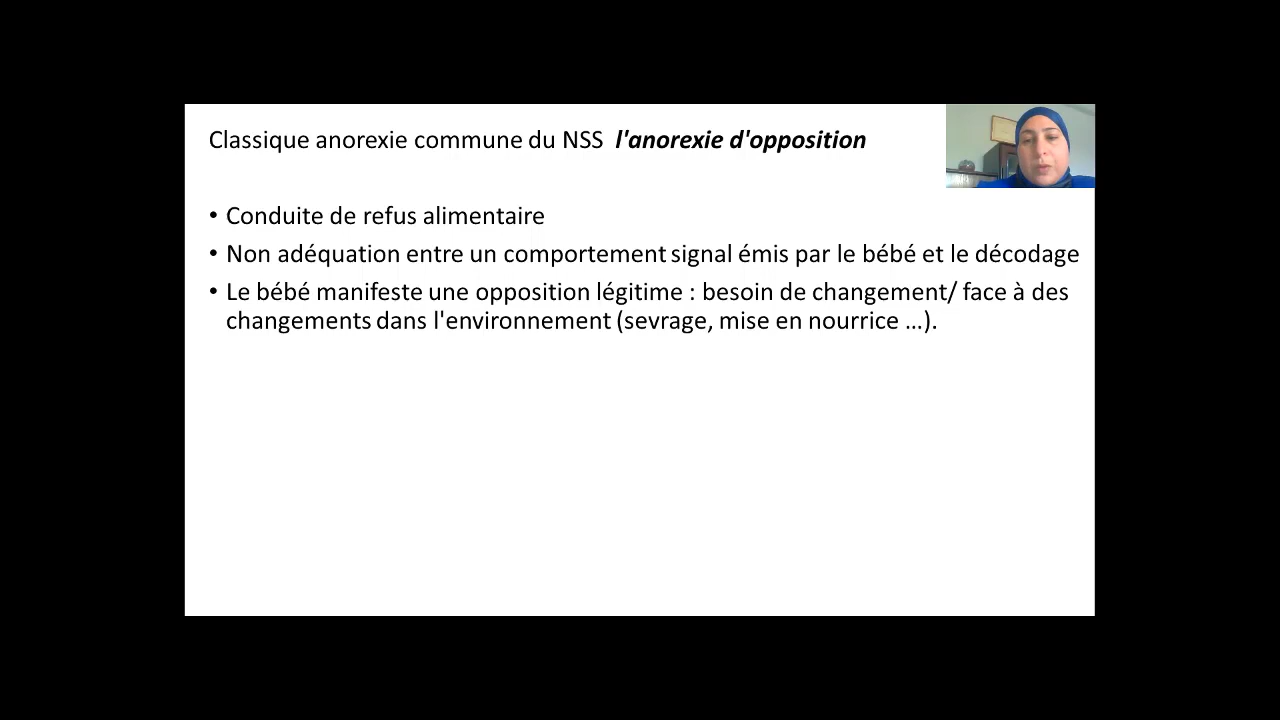 Classique anorexie commune du NSS l'anorexie d'opposition
• Conduite de refus alimentaire
• Non adéquation entre un comportement signal émis par le bébé et le décodage
• Le bébé manifeste une opposition légitime : besoin de changement/ face à des
changements dans l'environnement (sevrage, mise en nourrice …).